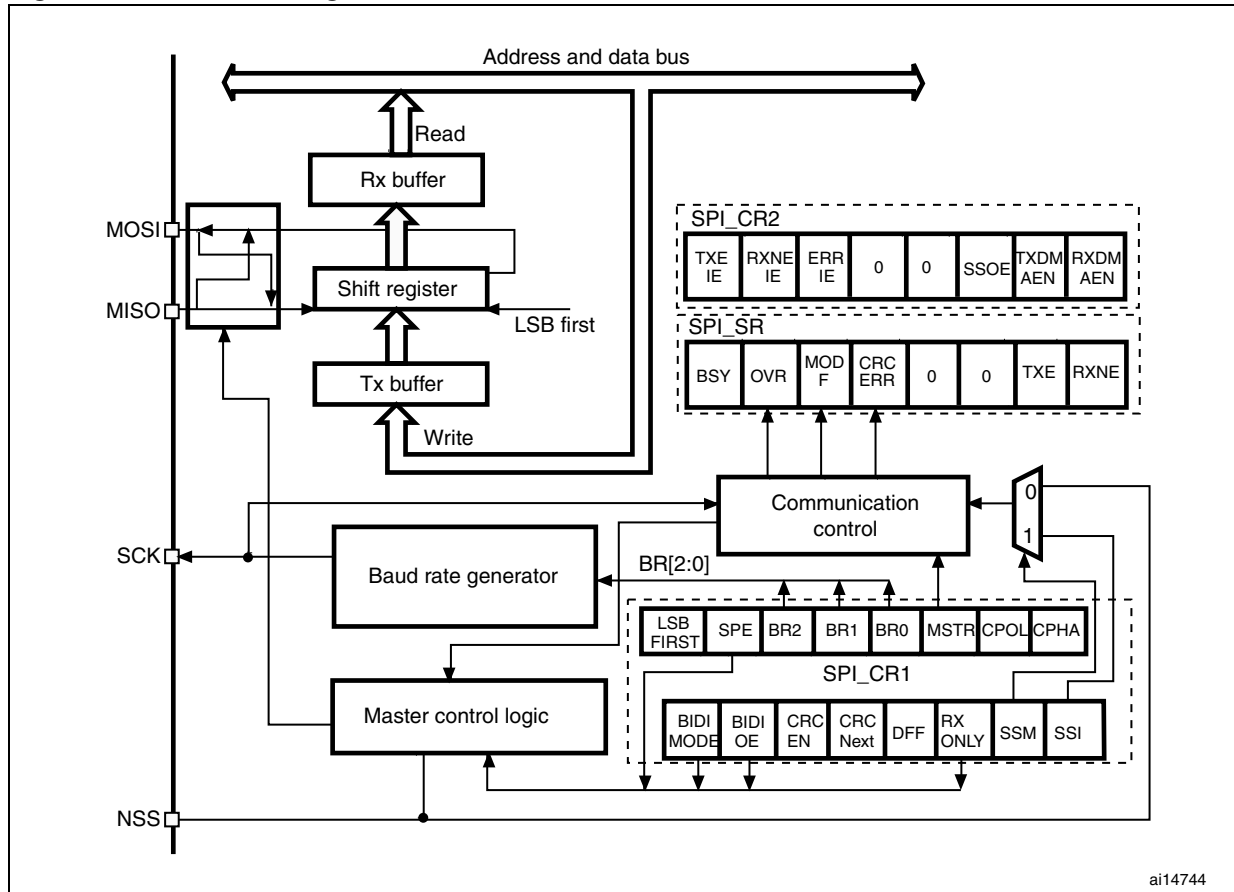 Address and data bus
Read
Rx buffer
MOSI
SPI_CR2
TXE
IE
RXNE
IE
ERR
IE
0
0
SSOE
TXDM
AEN
RXDM
AEN
Shift register
MISO
LSB first
SPI_SR
BSY
OVR
MOD
F
CRC
ERR
0
0
TXE
RXNE
Tx buffer
Write
Communication
control
0
1
SCK
Baud rate generator
BR[2:0]
LSB
FIRST
SPE
BR2
BR1
BR0
MSTR
CPOL
CPHA
SPI_CR1
Master control logic
BIDI
MODE
BIDI
OE
CRC
EN
CRC
Next
DFF
RX
ONLY
SSM
SSI
NSS
ai14744